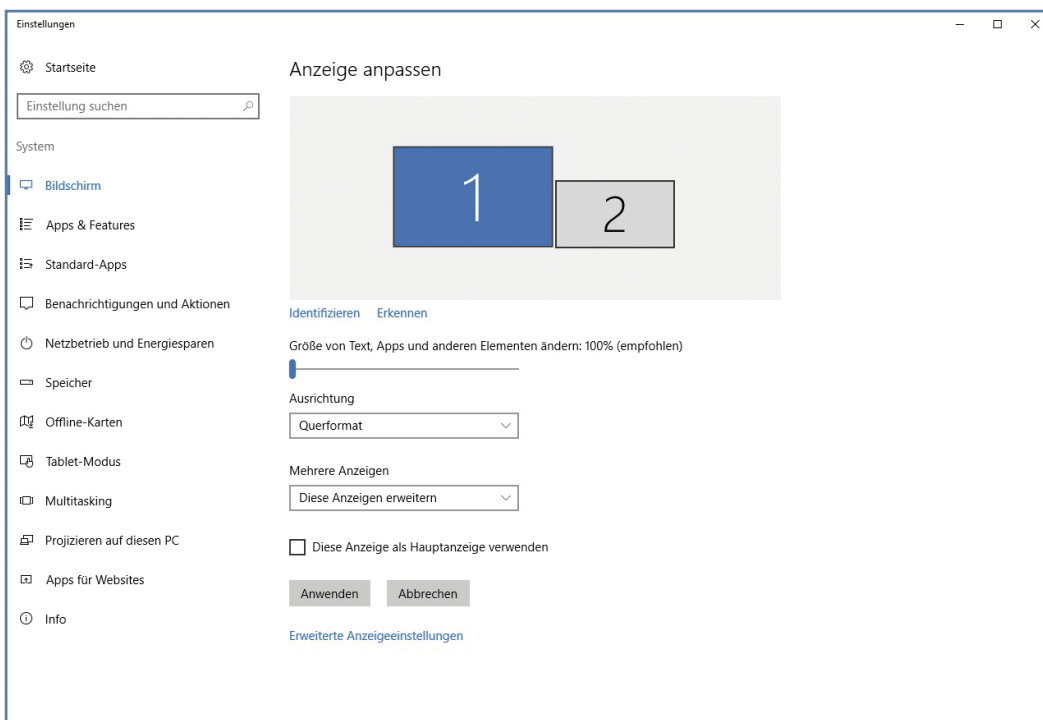 Einstellungen
Startseite
Einstellung suchen
System
Bildschirm
Apps & Features
Standard-Apps
Benachrichtigungen und Aktionen
Netzbetrieb und Energiesparen
Speicher
Offline-Karten
Tablet-Modus
Multitasking
Projizieren auf diesen PC
Apps für Websites
Info
Anzeige anpassen
1
2
Identifizieren Erkennen
Größe von Text, Apps und anderen Elementen ändern: 100% (empfohlen)
Ausrichtung
Querformat
Mehrere Anzeigen
Diese Anzeigen erweitern
Diese Anzeige als Hauptanzeige verwenden
Anwenden Abbrechen
Erweiterte Anzeigeeinstellungen